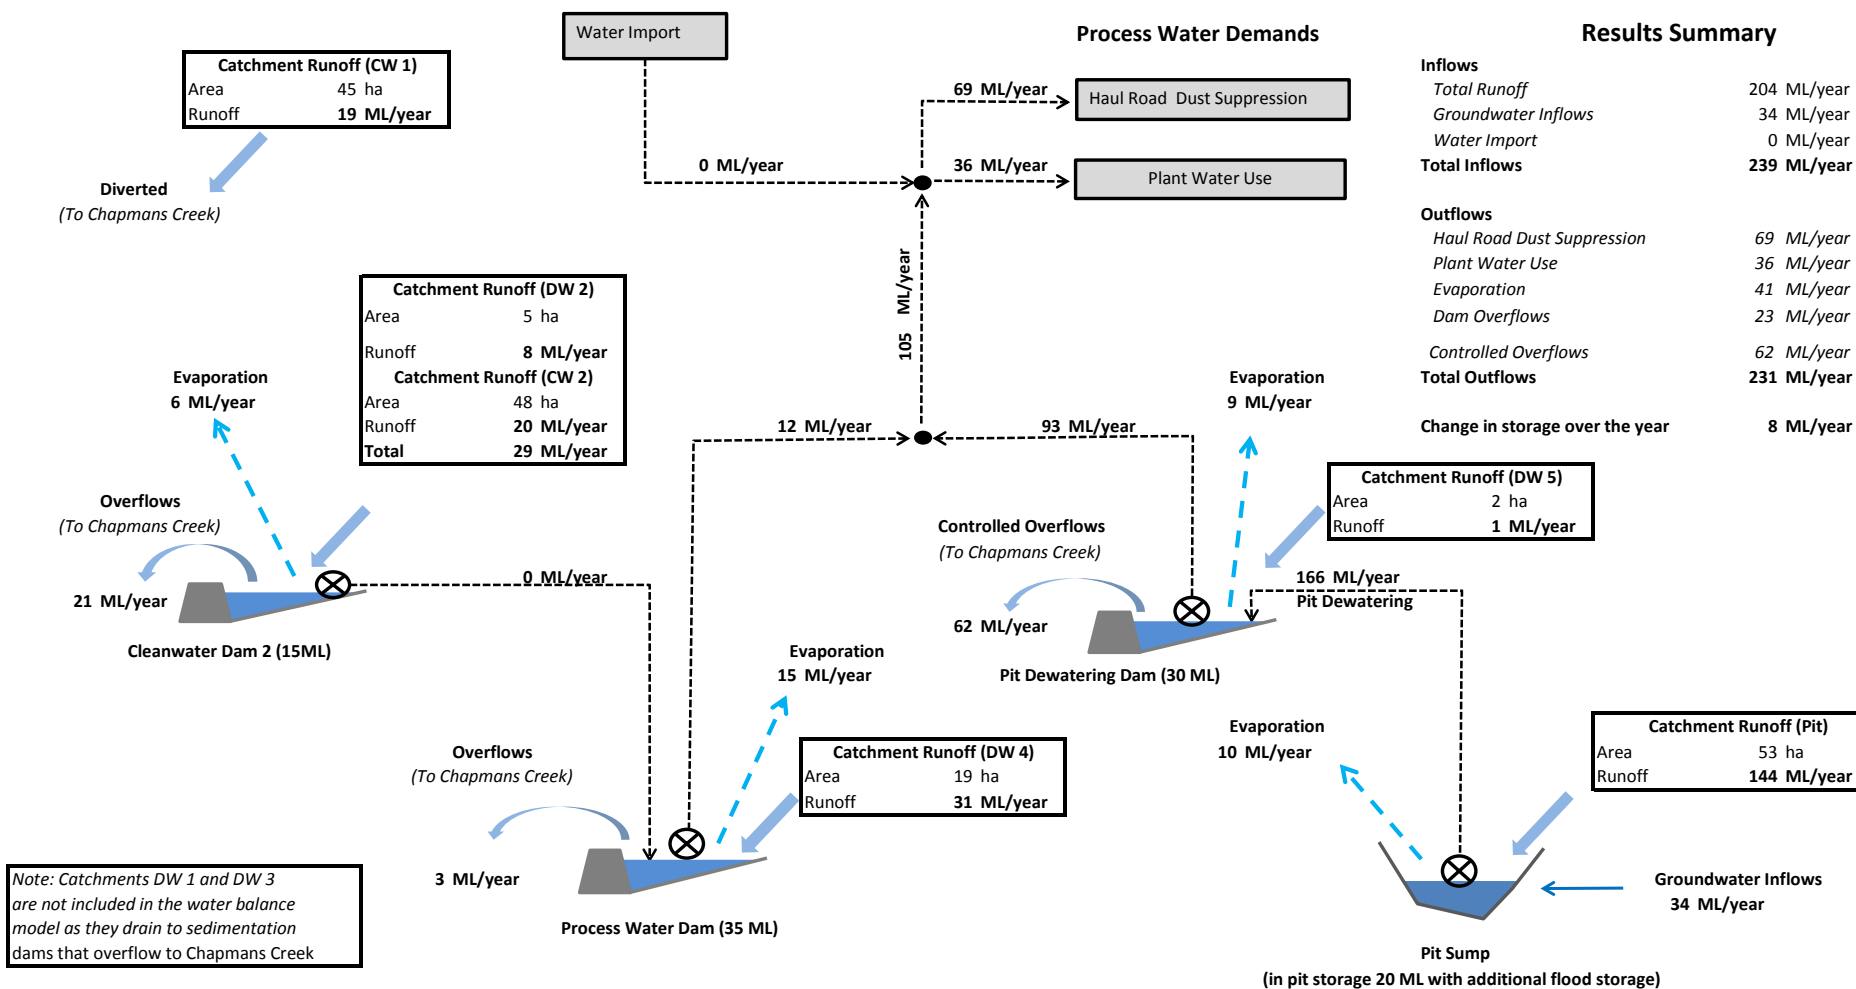 Water Import
Process Water Demands
Results Summary
Catchment Runoff (CW 1)
Area 45 ha
Runoff 19 ML/year
Diverted
(To Chapmans Creek)
69 ML/year
Haul Road Dust Suppression
0 ML/year
36 ML/year
Plant Water Use
105 ML/year
Inflows
Total Runoff 204 ML/year
Groundwater Inflows 34 ML/year
Water Import 0 ML/year
Total Inflows 239 ML/year
Outflows
Haul Road Dust Suppression 69 ML/year
Plant Water Use 36 ML/year
Evaporation 41 ML/year
Dam Overflows 23 ML/year
Controlled Overflows 62 ML/year
Total Outflows 231 ML/year
Change in storage over the year 8 ML/year
Catchment Runoff (DW 2)
Area 5 ha
Runoff 8 ML/year
Catchment Runoff (CW 2)
Area 48 ha
Runoff 20 ML/year
Total 29 ML/year
Evaporation
6 ML/year
Overflows
(To Chapmans Creek)
21 ML/year
Cleanwater Dam 2 (15ML)
0 ML/year
12 ML/year
93 ML/year
Evaporation
9 ML/year
Catchment Runoff (DW 5)
Area 2 ha
Runoff 1 ML/year
Controlled Overflows
(To Chapmans Creek)
62 ML/year
Pit Dewatering Dam (30 ML)
166 ML/year
Pit Dewatering
Evaporation
15 ML/year
Overflows
(To Chapmans Creek)
3 ML/year
Process Water Dam (35 ML)
Catchment Runoff (DW 4)
Area 19 ha
Runoff 31 ML/year
Evaporation
10 ML/year
Catchment Runoff (Pit)
Area 53 ha
Runoff 144 ML/year
Groundwater Inflows
34 ML/year
Pit Sump
(in pit storage 20 ML with additional flood storage)
Note: Catchments DW 1 and DW 3
are not included in the water balance
model as they drain to sedimentation
dams that overflow to Chapmans Creek